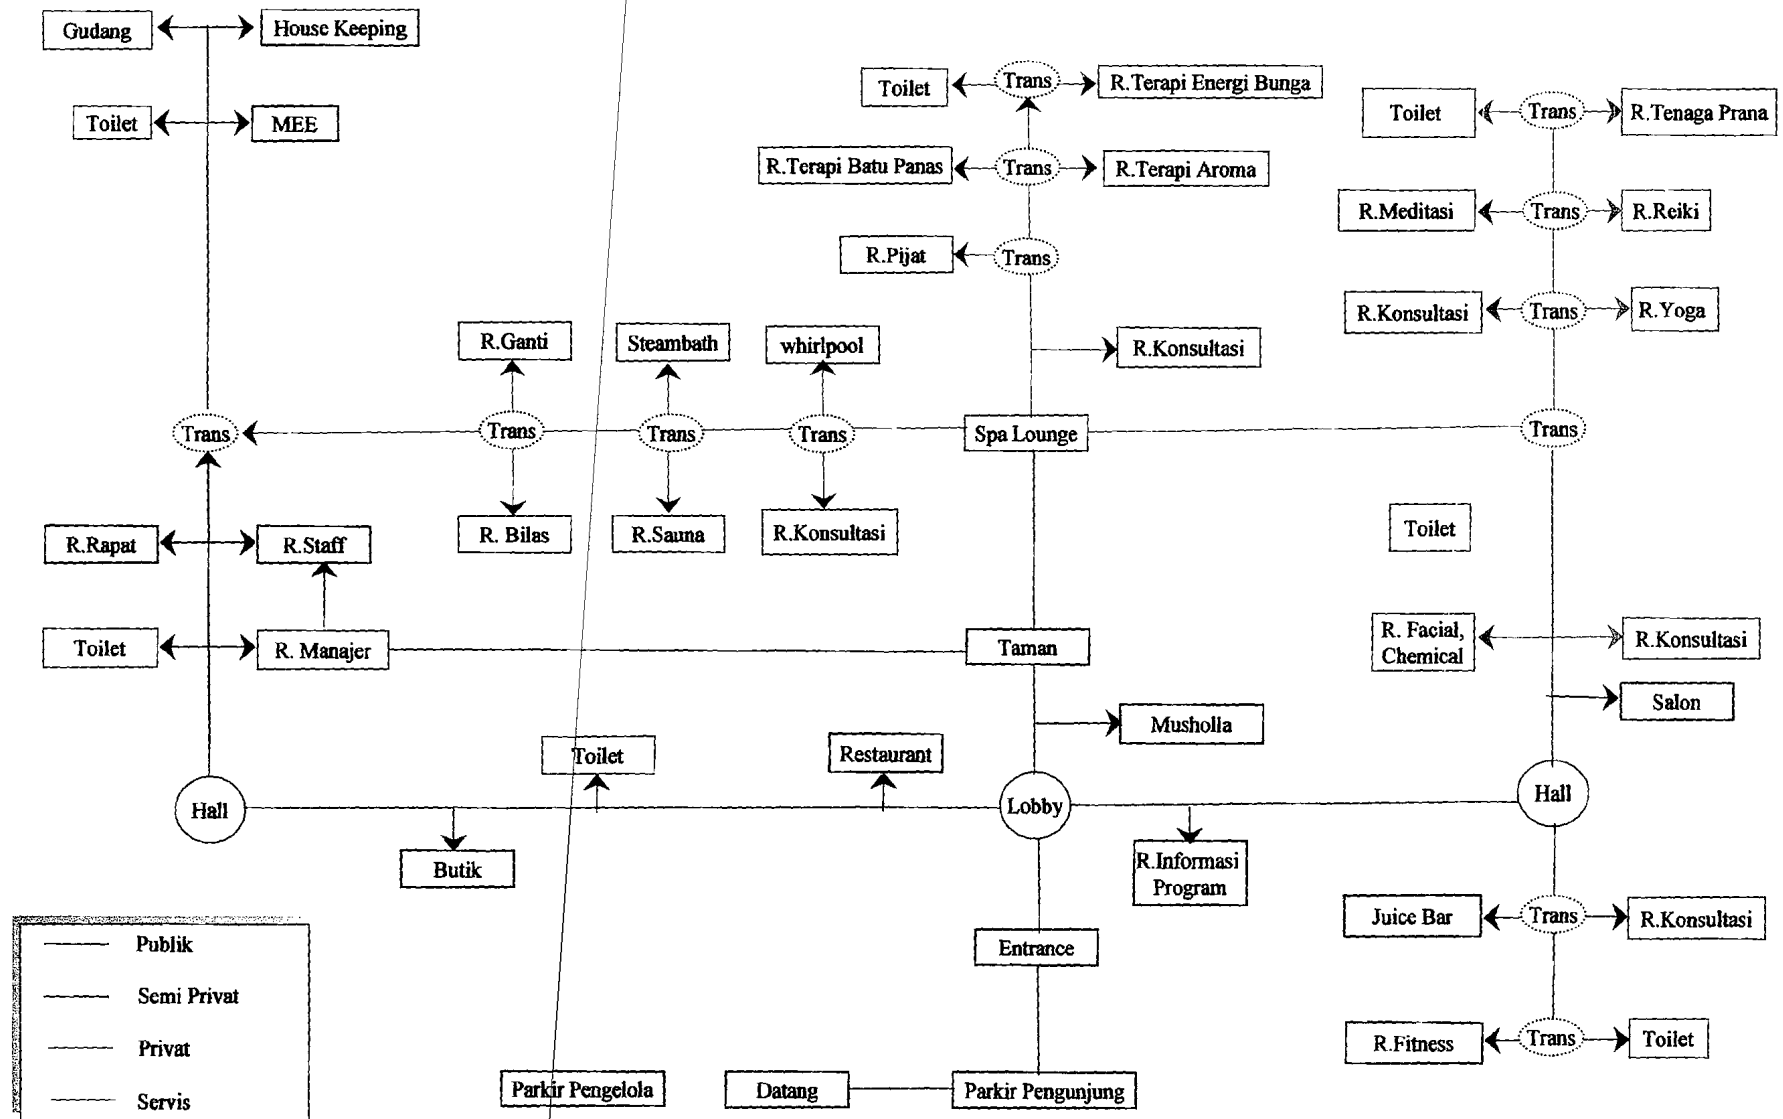 Gudang
House Keeping
Toilet
MEE
Toilet
Trans
R.Terapi Energi Bunga
R.Terapi Batu Panas
Trans
R.Terapi Aroma
R.Pijat
Trans
R.Konsultasi
Toilet
Trans
R.Tenaga Prana
R.Meditasi
Trans
R.Reiki
R.Konsultasi
Trans
R.Yoga
R.Ganti
Steambath
whirlpool
Trans
Trans
Trans
Trans
Spa Lounge
Trans
R. Bilas
R.Sauna
R.Konsultasi
R.Rapat
R.Staff
Toilet
R. Manajer
Taman
Toilet
R. Facial,
Chemical
R.Konsultasi
Salon
Musholla
Toilet
Restaurant
Hall
Lobby
Hall
Butik
R.Informasi
Program
Juice Bar
Trans
R.Konsultasi
Entrance
R.Fitness
Trans
Toilet
Parkir Pengelola
Datang
Parkir Pengunjung
Publik
Semi Privat
Privat
Servis